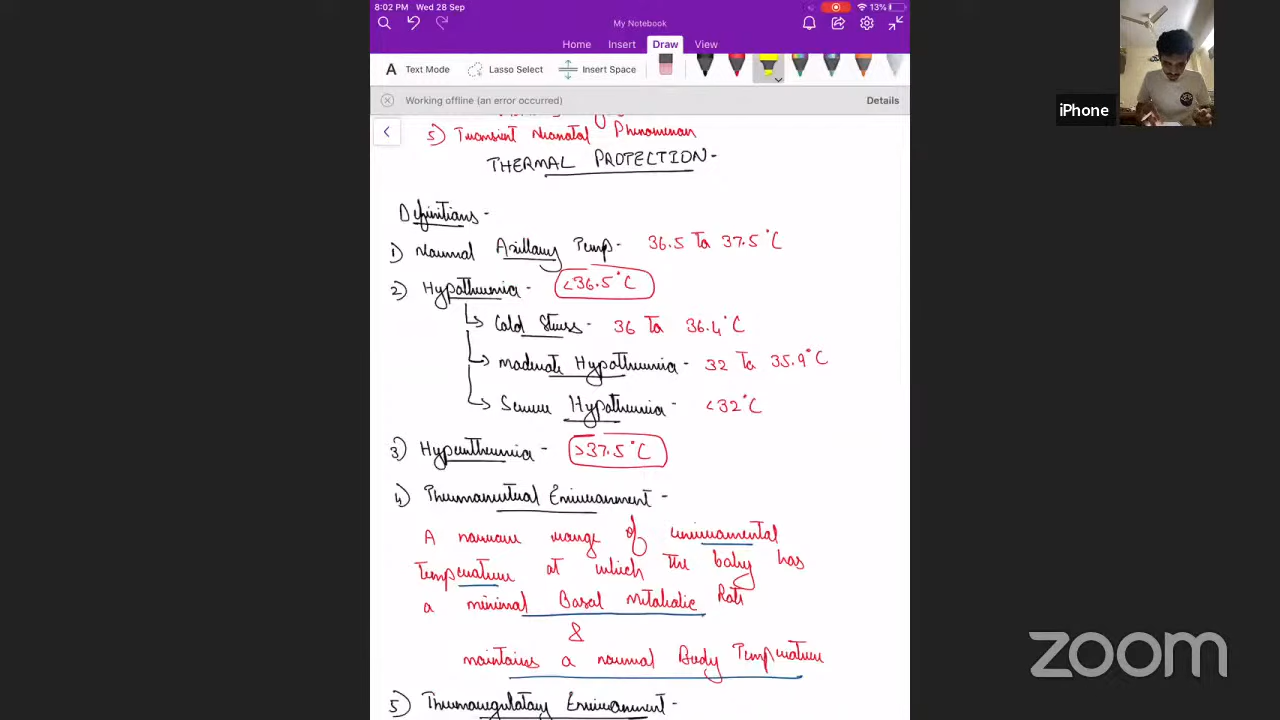 8:02 PM Wed 28 Sep
13%
My Notebook
Home Insert Draw View
A Text Mode Lasso Select Insert Space
Working offline (an error occurred) Details
iPhone
5) Transient Neonatal Phenomenon
THERMAL PROTECTION-
Definitions -
1) Normal Axillary Temp- 36.5 To 37.5°C
2) Hypothermia - <36.5°C
Cold Stress - 36 To 36.4°C
Moderate Hypothermia - 32 To 35.9°C
Severe Hypothermia - <32°C
3) Hyperthermia - >37.5°C
4) Thermoneutral Environment -
A narrow range of environmental
Temperature at which the baby has
a minimal Basal Metabolic Rate
&
maintains a normal Body Temperature
5) Thermoregulatory Environment -
zoom